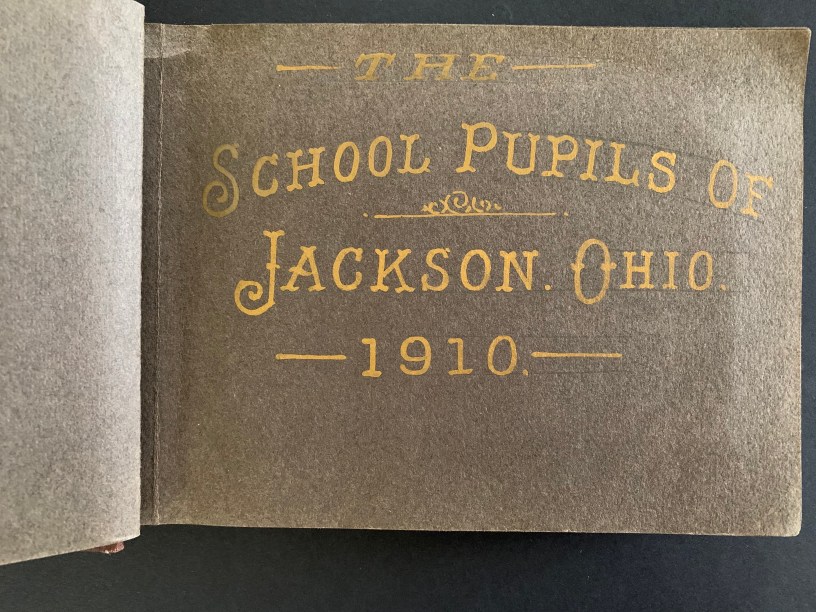 THE
SCHOOL PUPILS OF
JACKSON. OHIO.
1910.